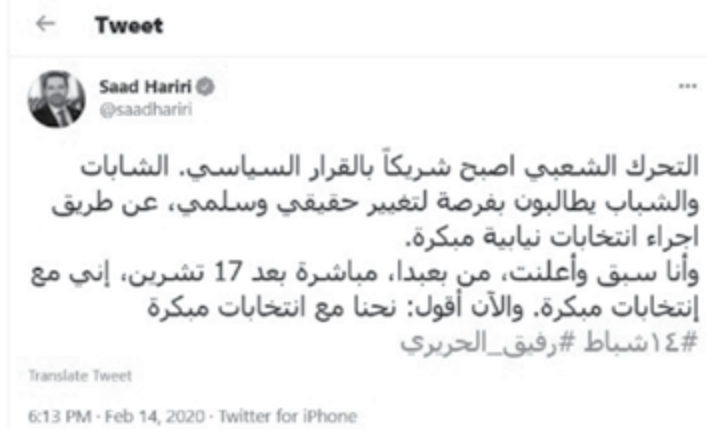 Tweet
Saad Hariri
@saadhariri
التحرك الشعبي اصبح شريكاً بالقرار السياسي. الشابات
والشباب يطالبون بفرصة لتغيير حقيقي وسلمي، عن طريق
اجراء انتخابات نيابية مبكرة.
وأنا سبق وأعلنت، من بعبدا، مباشرة بعد 17 تشرين، إني مع
إنتخابات مبكرة. والآن أقول: نحنا مع انتخابات مبكرة
#١٤شباط #رفيق_الحريري
Translate Tweet
6:13 PM · Feb 14, 2020 · Twitter for iPhone